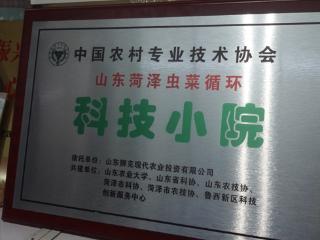 中国农村专业技术协会
山东菏泽虫菜循环
科技小院
依托单位：山东狮克现代农业投资有限公司
共建单位：山东农业大学、山东省科协、山东农技协、
菏泽市科协、菏泽市农技协、鲁西新区科技
创新服务中心